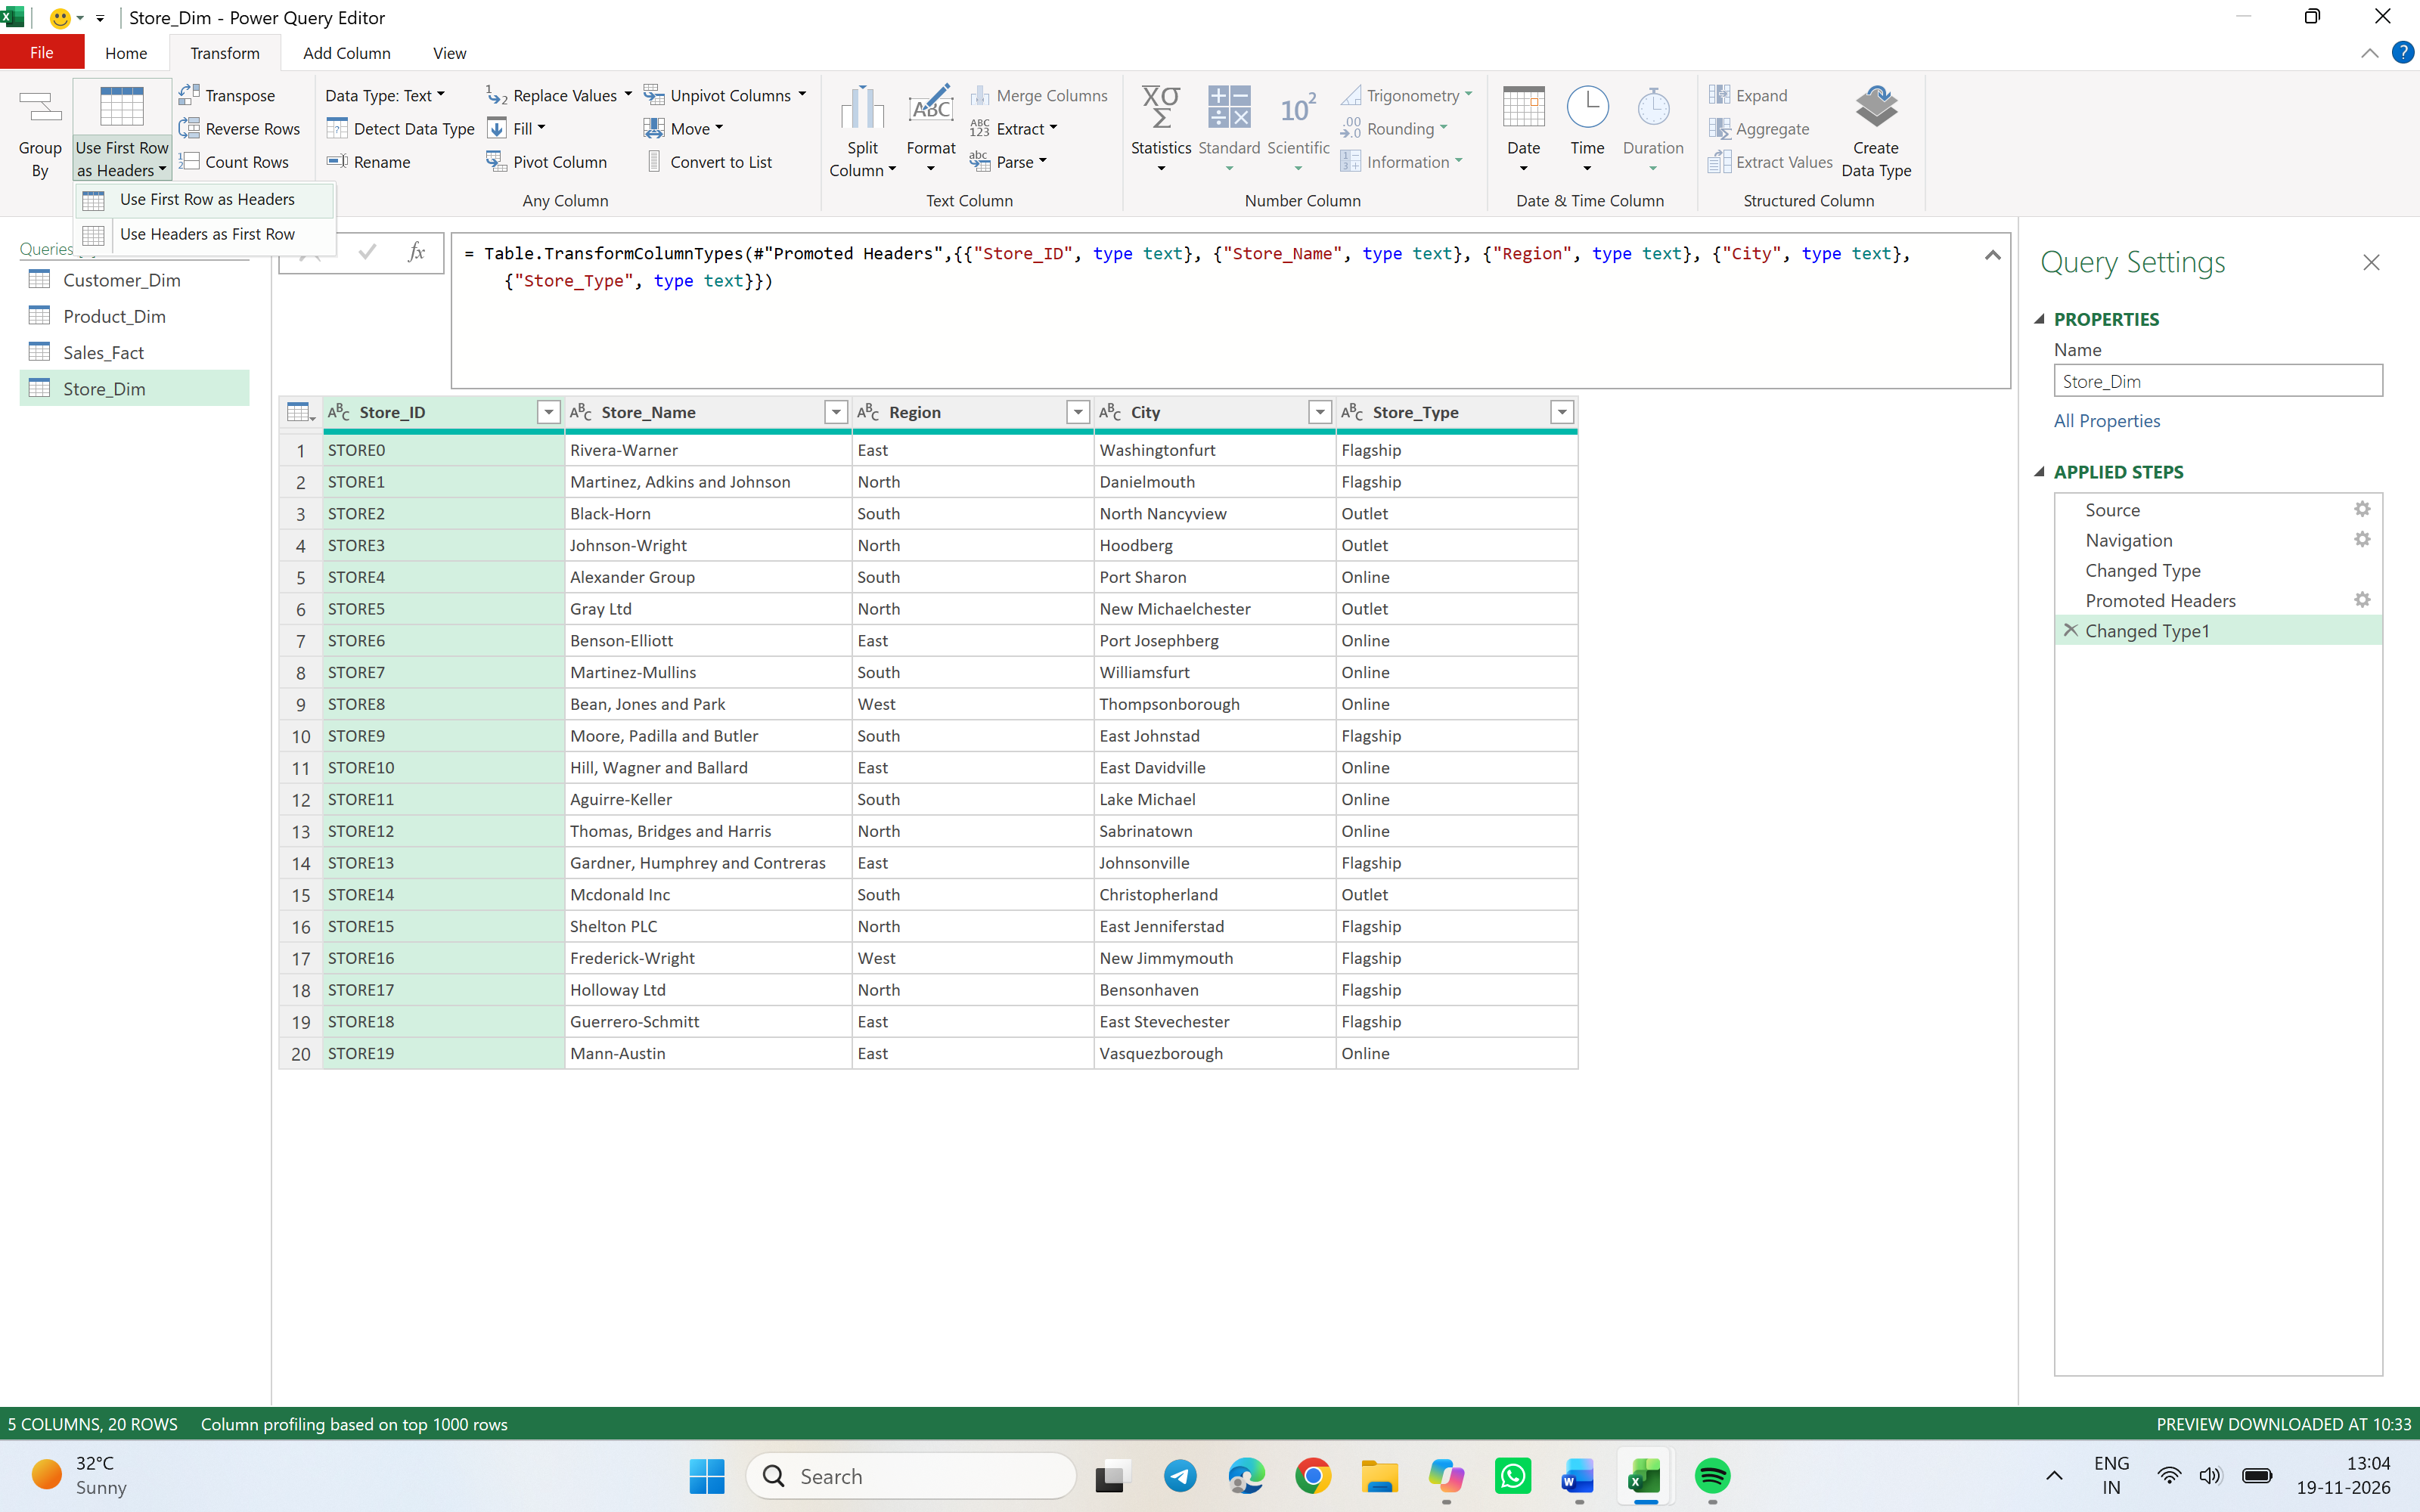 Store_Dim - Power Query Editor
File Home Transform Add Column View
Group By
Use First Row as Headers
Transpose
Reverse Rows
Count Rows
Data Type: Text
Detect Data Type
Rename
Replace Values
Fill
Pivot Column
Unpivot Columns
Move
Convert to List
Any Column
Split Column
Format
Merge Columns
Extract
Parse
Text Column
Statistics
Standard
Scientific
Trigonometry
Rounding
Information
Number Column
Date
Time
Duration
Date & Time Column
Expand
Aggregate
Extract Values
Create Data Type
Structured Column
Use First Row as Headers
Use Headers as First Row
Queries
Customer_Dim
Product_Dim
Sales_Fact
Store_Dim
fx
= Table.TransformColumnTypes(#"Promoted Headers",{{"Store_ID", type text}, {"Store_Name", type text}, {"Region", type text}, {"City", type text},
{"Store_Type", type text}})
Store_ID Store_Name Region City Store_Type
1 STORE0 Rivera-Warner East Washingtonfurt Flagship
2 STORE1 Martinez, Adkins and Johnson North Danielmouth Flagship
3 STORE2 Black-Horn South North Nancyview Outlet
4 STORE3 Johnson-Wright North Hoodberg Outlet
5 STORE4 Alexander Group South Port Sharon Online
6 STORE5 Gray Ltd North New Michaelchester Outlet
7 STORE6 Benson-Elliott East Port Josephberg Online
8 STORE7 Martinez-Mullins South Williamsfurt Online
9 STORE8 Bean, Jones and Park West Thompsonborough Online
10 STORE9 Moore, Padilla and Butler South East Johnstad Flagship
11 STORE10 Hill, Wagner and Ballard East East Davidville Online
12 STORE11 Aguirre-Keller South Lake Michael Online
13 STORE12 Thomas, Bridges and Harris North Sabrinatown Online
14 STORE13 Gardner, Humphrey and Contreras East Johnsonville Flagship
15 STORE14 Mcdonald Inc South Christopherland Outlet
16 STORE15 Shelton PLC North East Jenniferstad Flagship
17 STORE16 Frederick-Wright West New Jimmymouth Flagship
18 STORE17 Holloway Ltd North Bensonhaven Flagship
19 STORE18 Guerrero-Schmitt East East Stevechester Flagship
20 STORE19 Mann-Austin East Vasquezborough Online
Query Settings
PROPERTIES
Name
Store_Dim
All Properties
APPLIED STEPS
Source
Navigation
Changed Type
Promoted Headers
Changed Type1
5 COLUMNS, 20 ROWS Column profiling based on top 1000 rows
PREVIEW DOWNLOADED AT 10:33
32°C
Sunny
Search
ENG
IN
13:04
19-11-2026